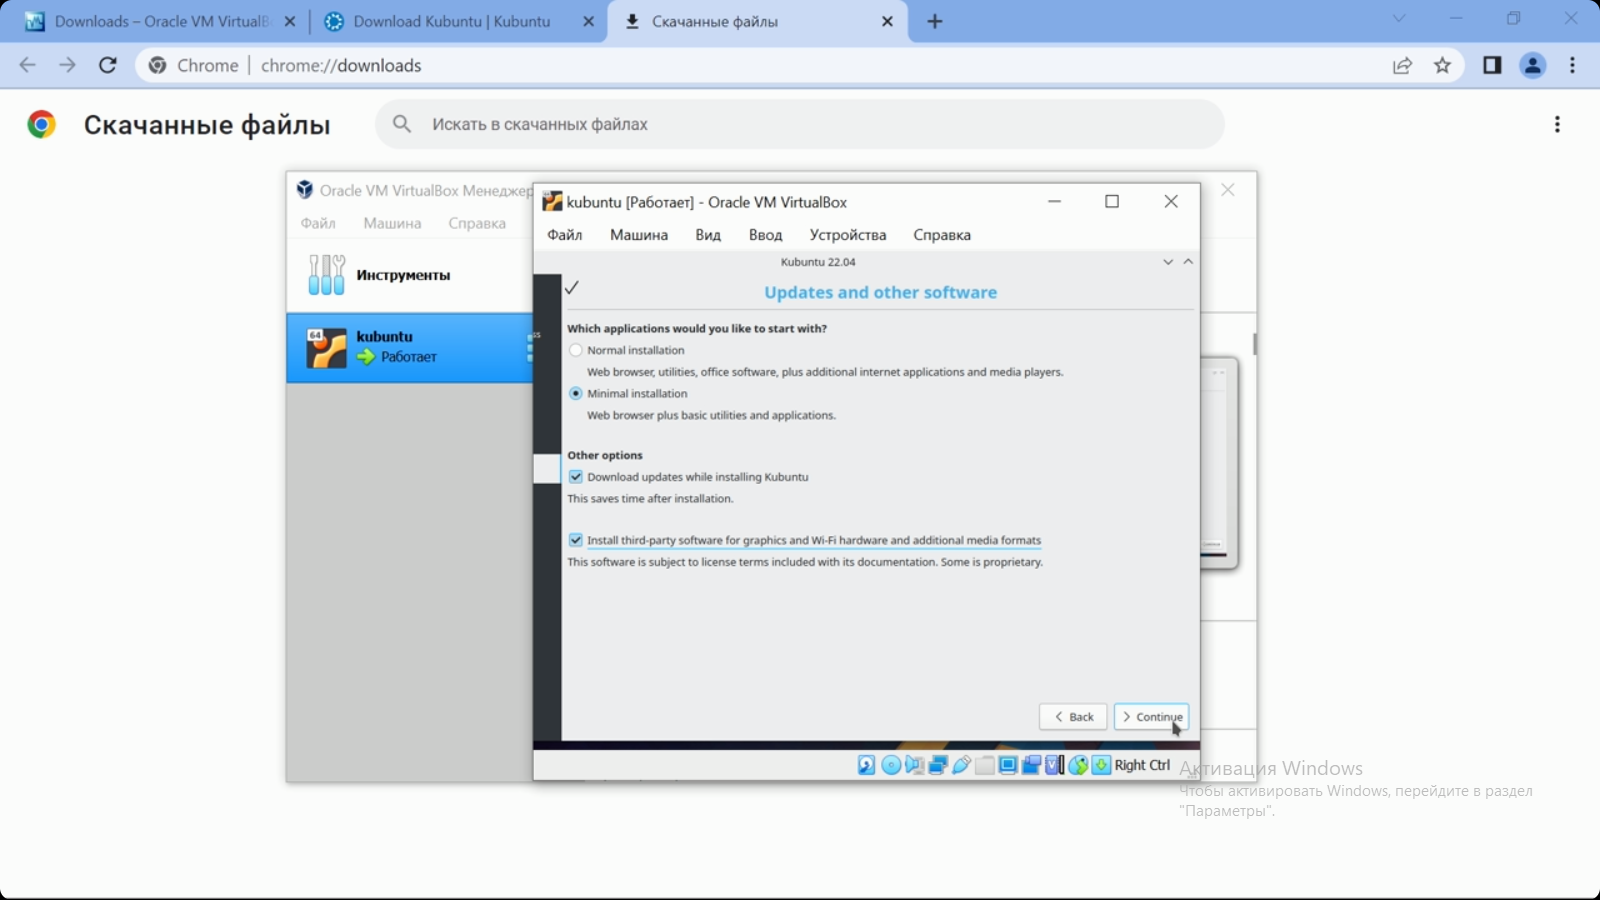 Downloads – Oracle VM VirtualB
Download Kubuntu | Kubuntu
Скачанные файлы
Chrome
chrome://downloads
Скачанные файлы
Искать в скачанных файлах
Oracle VM VirtualBox Менеджер
Файл Машина Справка
Инструменты
64
kubuntu
Работает
kubuntu [Работает] - Oracle VM VirtualBox
Файл Машина Вид Ввод Устройства Справка
Kubuntu 22.04
Updates and other software
Which applications would you like to start with?
Normal installation
Web browser, utilities, office software, plus additional internet applications and media players.
Minimal installation
Web browser plus basic utilities and applications.
Other options
Download updates while installing Kubuntu
This saves time after installation.
Install third-party software for graphics and Wi-Fi hardware and additional media formats
This software is subject to license terms included with its documentation. Some is proprietary.
Back
Continue
Right Ctrl
Активация Windows
Чтобы активировать Windows, перейдите в раздел
"Параметры".